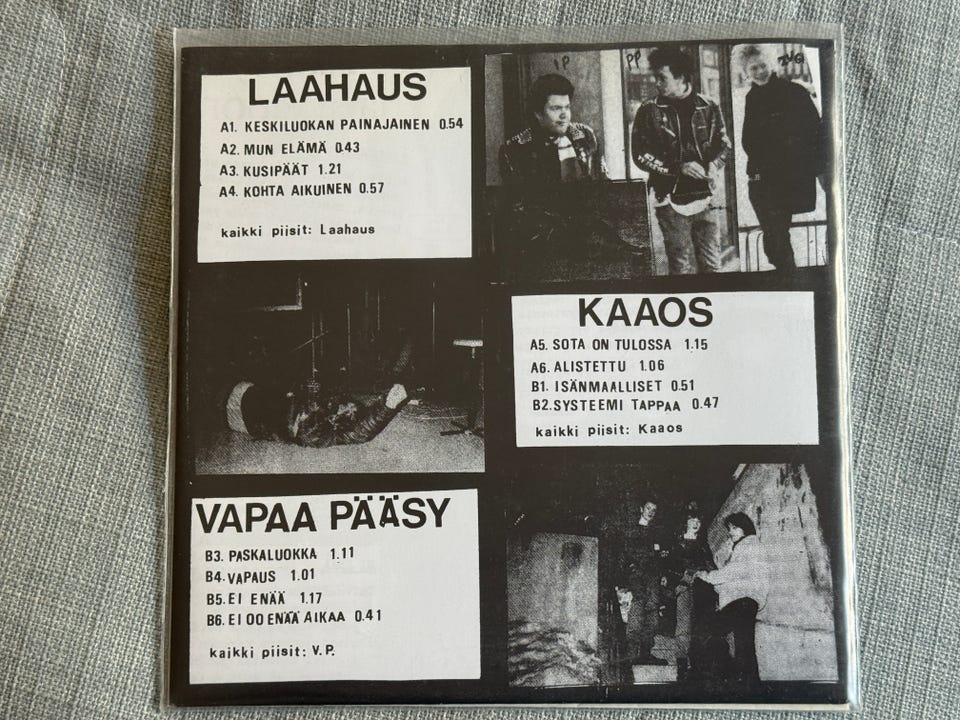 LAAHAUS
A1. KESKILUOKAN PAINAJAINEN 0.54
A2. MUN ELÄMÄ 0.43
A3. KUSIPÄÄT 1.21
A4. KOHTA AIKUINEN 0.57
kaikki piisit: Laahaus
IP PP
KAAOS
A5. SOTA ON TULOSSA 1.15
A6. ALISTETTU 1.06
B1. ISÄNMAALLISET 0.51
B2. SYSTEEMI TAPPAA 0.47
kaikki piisit: Kaaos
VAPAA PÄÄSY
B3. PASKALUOKKA 1.11
B4. VAPAUS 1.01
B5. EI ENÄÄ 1.17
B6. EI OO ENÄÄ AIKAA 0.41
kaikki piisit: V.P.